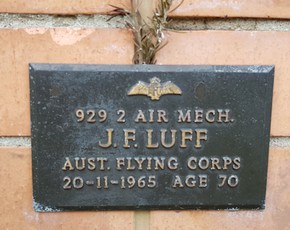 929 2 AIR MECH.
J. F. LUFF
AUST. FLYING CORPS
20-11-1965 AGE 70